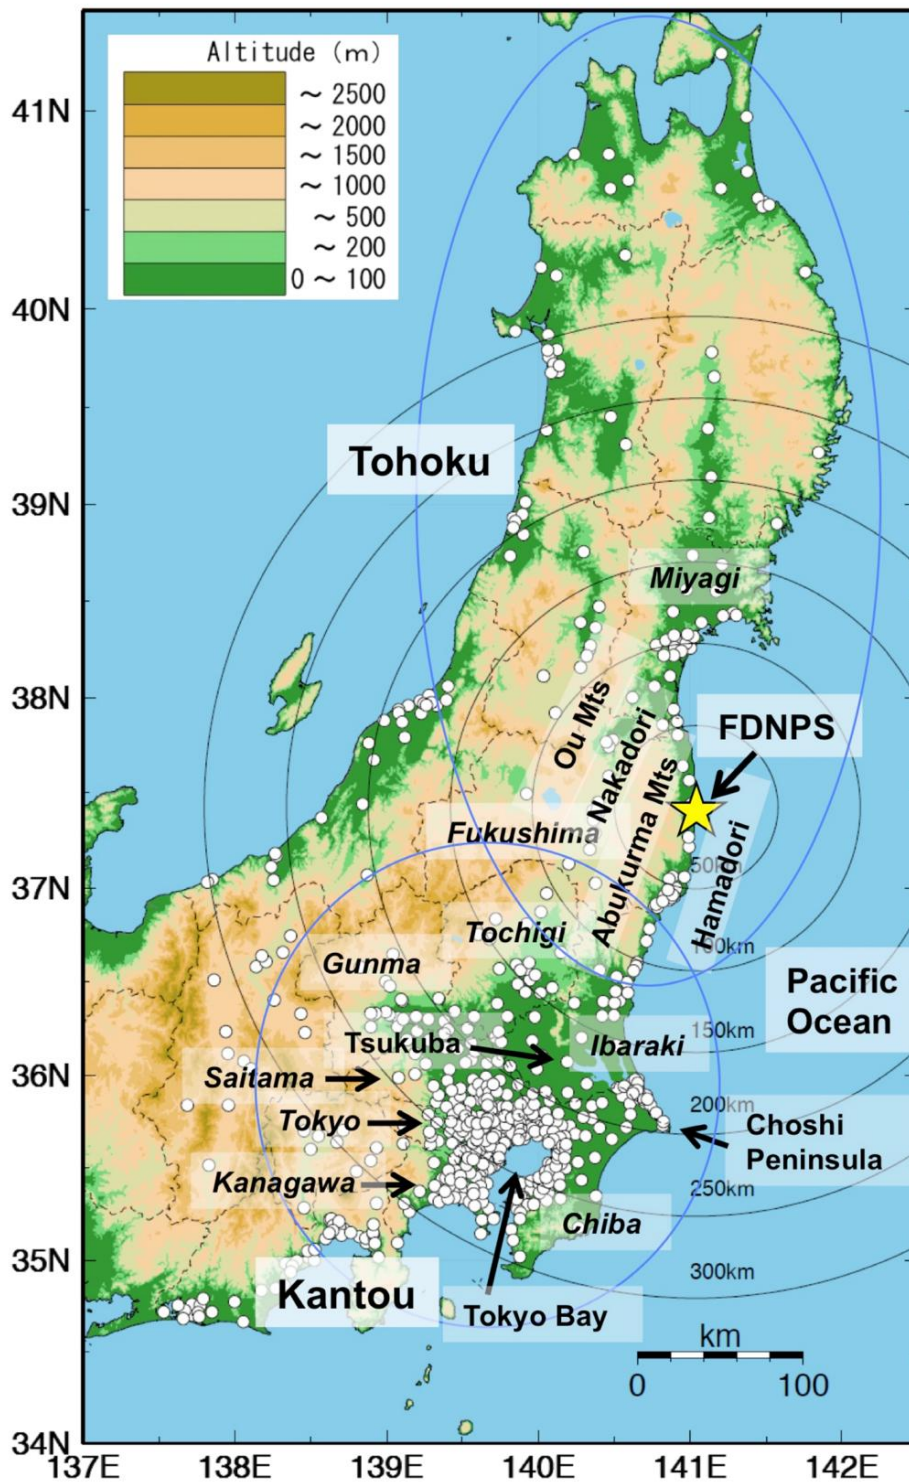 Altitude (m)
~ 2500
~ 2000
~ 1500
~ 1000
~ 500
~ 200
0 ~ 100
41N
40N
39N
38N
37N
36N
35N
34N
Tohoku
Miyagi
Ou Mts
Nakadori
Abukurma Mts
FDNPS
Hamadori
Fukushima
50km
100km
150km
200km
250km
300km
Tochigi
Gunma
Pacific
Ocean
Tsukuba
Ibaraki
Saitama
Tokyo
Choshi
Peninsula
Kanagawa
Chiba
Kantou
Tokyo Bay
km
0 100
137E 138E 139E 140E 141E 142E